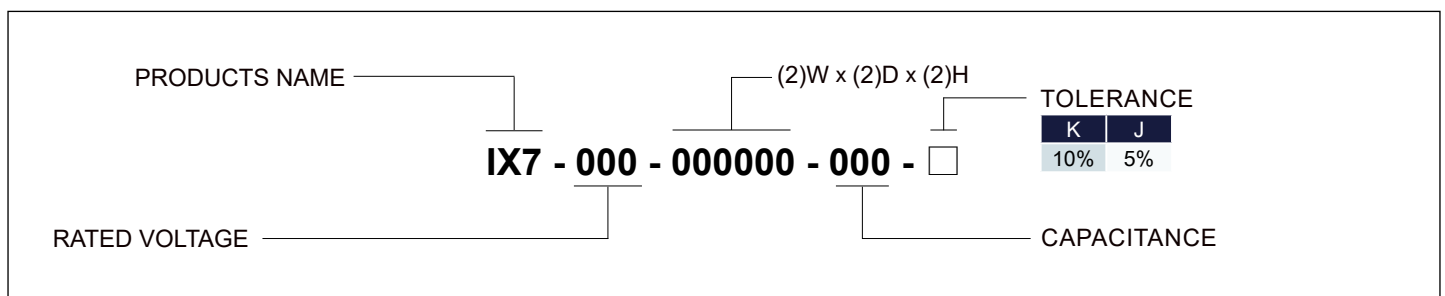 PRODUCTS NAME
(2)W x (2)D x (2)H
TOLERANCE
K J
10% 5%
IX7 - 000 - 000000 - 000 - □
RATED VOLTAGE
CAPACITANCE